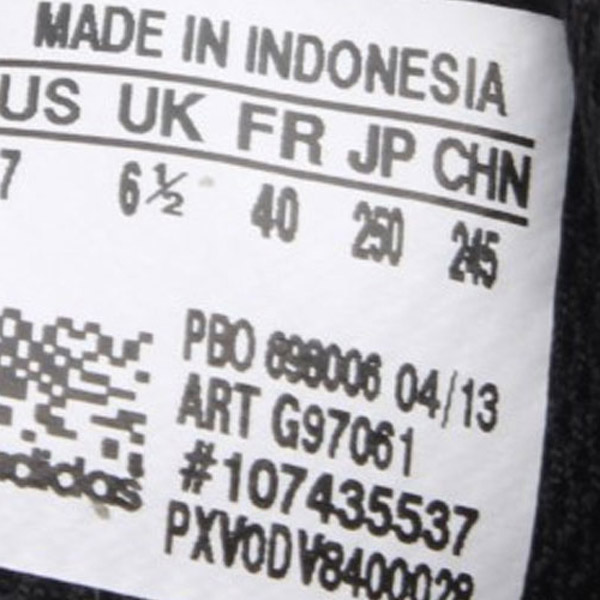 MADE IN INDONESIA
US UK FR JP CHN
7 6½ 40 250 245
PBO 898006 04/13
ART G97061
#107435537
adidas
PXV0DV8400028